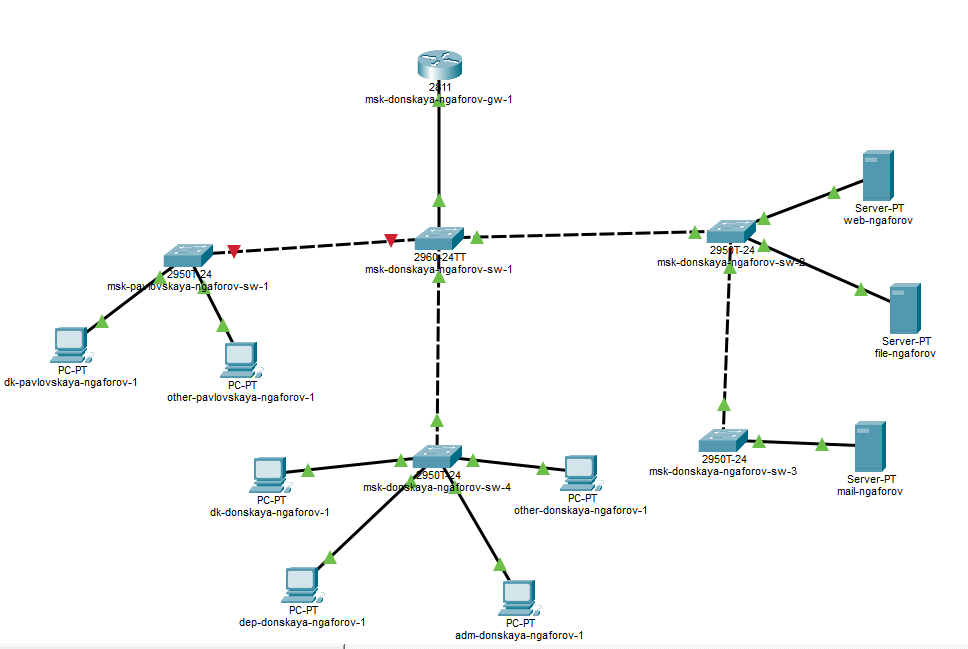 2811
msk-donskaya-ngaforov-gw-1
Server-PT
web-ngaforov
2950T-24
msk-pavlovskaya-ngaforov-sw-1
2960-24TT
msk-donskaya-ngaforov-sw-1
2950T-24
msk-donskaya-ngaforov-sw-2
Server-PT
file-ngaforov
PC-PT
dk-pavlovskaya-ngaforov-1
PC-PT
other-pavlovskaya-ngaforov-1
2950T-24
msk-donskaya-ngaforov-sw-4
2950T-24
msk-donskaya-ngaforov-sw-3
Server-PT
mail-ngaforov
PC-PT
dk-donskaya-ngaforov-1
PC-PT
other-donskaya-ngaforov-1
PC-PT
dep-donskaya-ngaforov-1
PC-PT
adm-donskaya-ngaforov-1